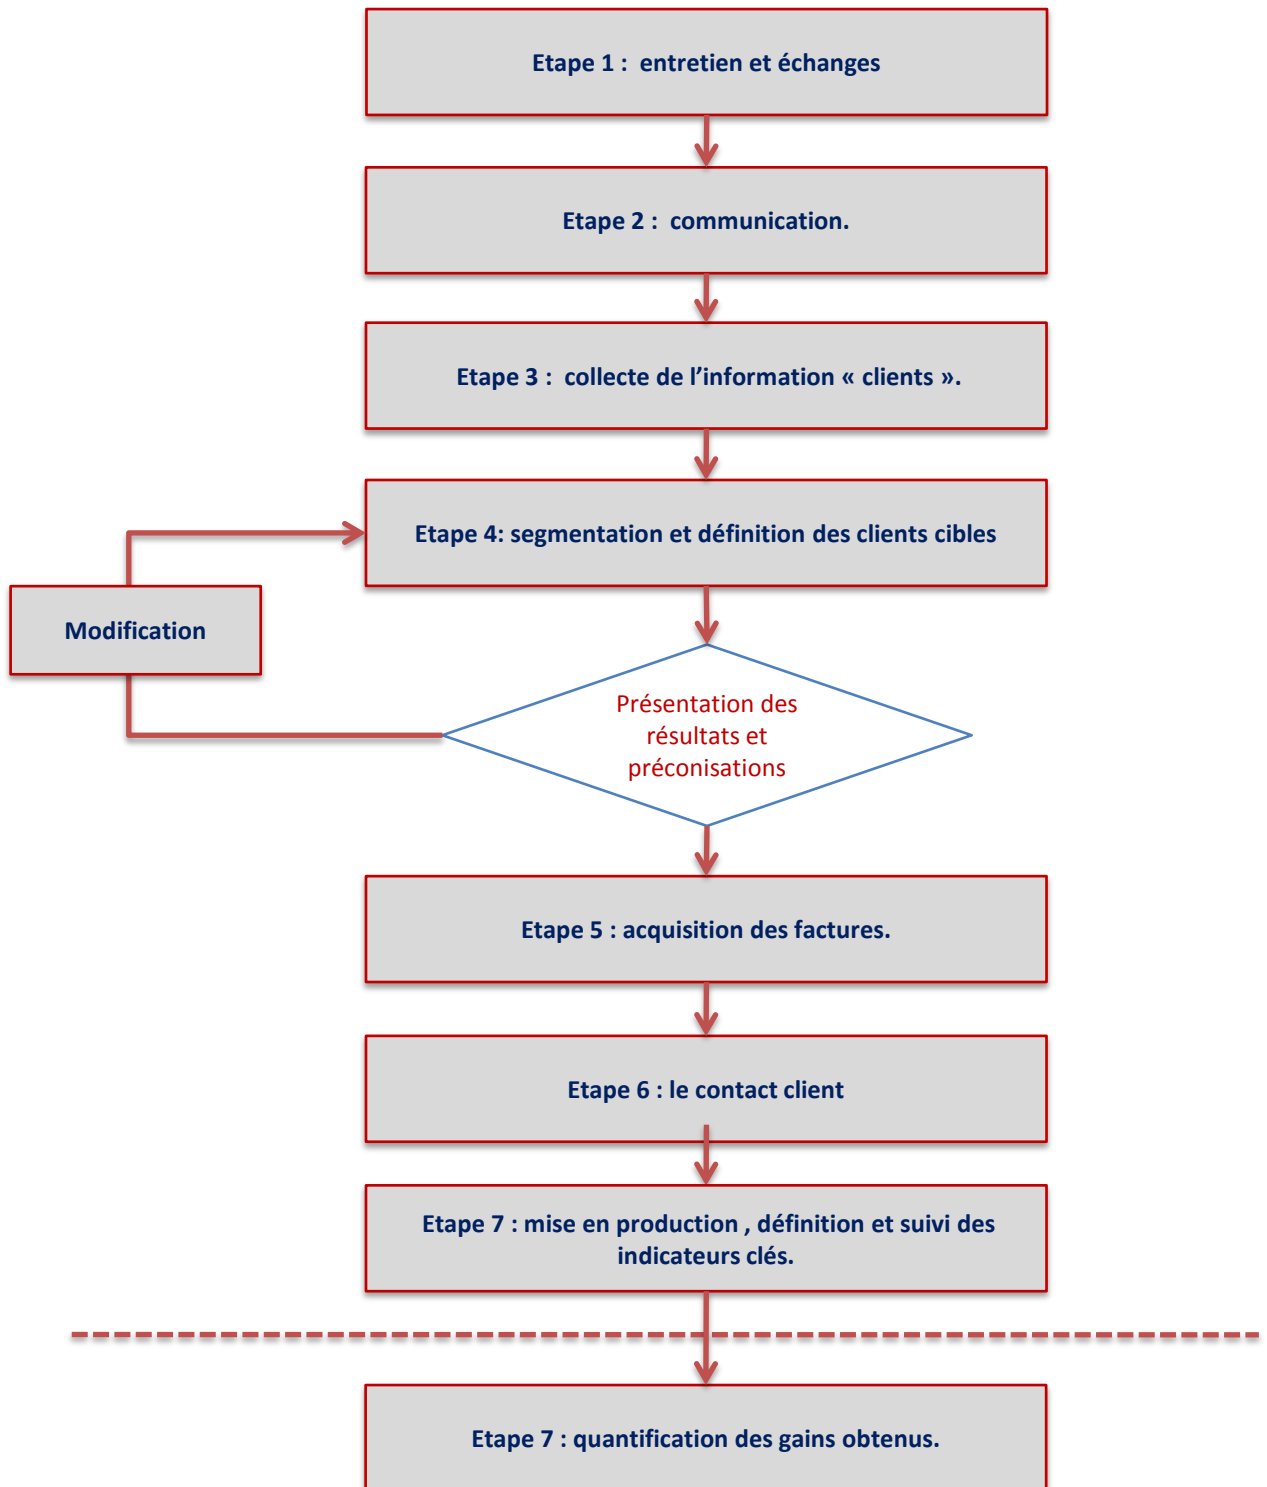 Etape 1 :  entretien et échanges
Etape 2 :  communication.
Etape 3 :  collecte de l’information « clients ».
Etape 4: segmentation et définition des clients cibles
Modification
Présentation des
résultats et
préconisations
Etape 5 : acquisition des factures.
Etape 6 : le contact client
Etape 7 : mise en production , définition et suivi des
indicateurs clés.
Etape 7 : quantification des gains obtenus.